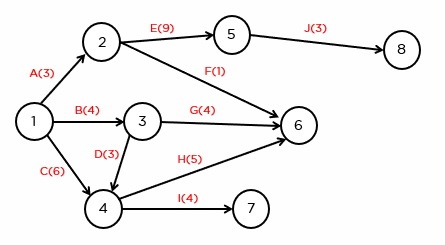 E(9)
J(3)
2
5
8
A(3)
F(1)
B(4)
G(4)
1
3
6
D(3)
H(5)
C(6)
I(4)
4
7